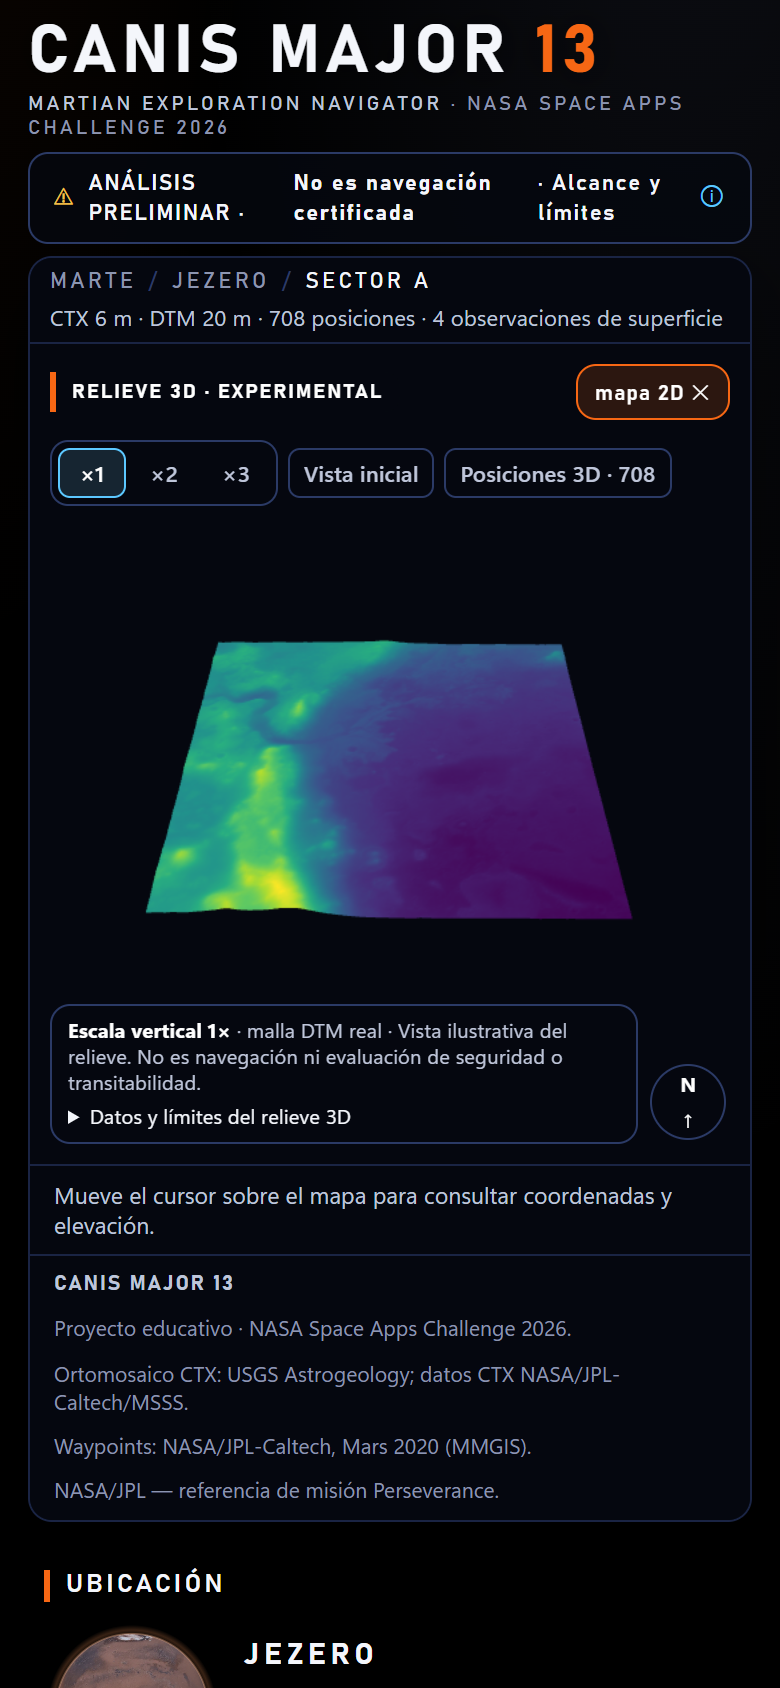 CANIS MAJOR 13
MARTIAN EXPLORATION NAVIGATOR · NASA SPACE APPS
CHALLENGE 2026
⚠ ANÁLISIS PRELIMINAR · No es navegación certificada · Alcance y límites ⓘ
MARTE / JEZERO / SECTOR A
CTX 6 m · DTM 20 m · 708 posiciones · 4 observaciones de superficie
RELIEVE 3D · EXPERIMENTAL
mapa 2D ×
×1 ×2 ×3 Vista inicial Posiciones 3D · 708
Escala vertical 1× · malla DTM real · Vista ilustrativa del
relieve. No es navegación ni evaluación de seguridad o
transitabilidad.
▶ Datos y límites del relieve 3D
N
↑
Mueve el cursor sobre el mapa para consultar coordenadas y
elevación.
CANIS MAJOR 13
Proyecto educativo · NASA Space Apps Challenge 2026.
Ortomosaico CTX: USGS Astrogeology; datos CTX NASA/JPL-
Caltech/MSSS.
Waypoints: NASA/JPL-Caltech, Mars 2020 (MMGIS).
NASA/JPL — referencia de misión Perseverance.
UBICACIÓN
JEZERO